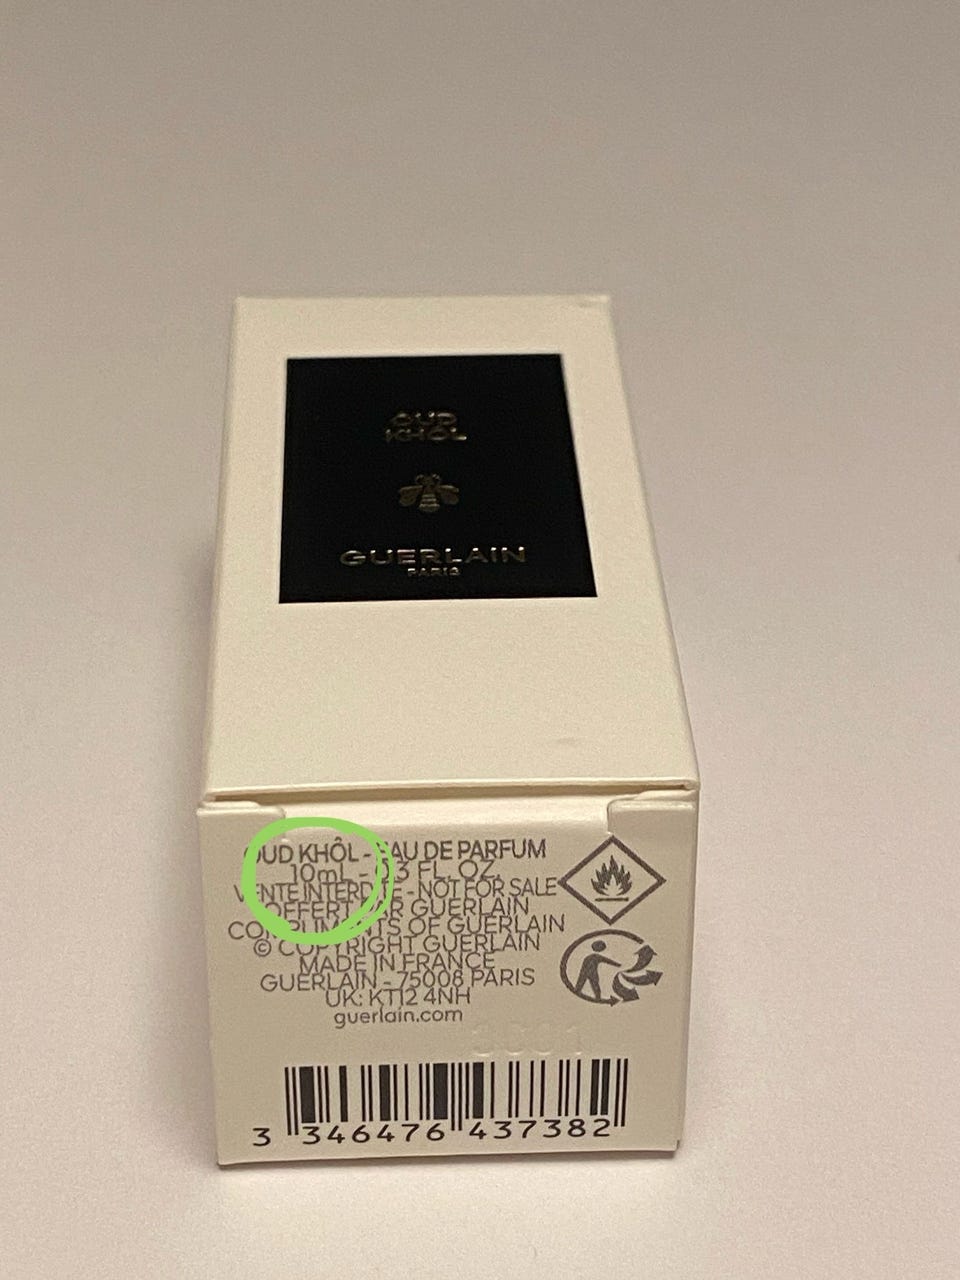 OUD
KHÔL
GUERLAIN
PARIS
OUD KHÔL - EAU DE PARFUM
10mL - 0.3 FL. OZ.
VENTE INTERDITE - NOT FOR SALE
OFFERT PAR GUERLAIN
COMPLIMENTS OF GUERLAIN
© COPYRIGHT GUERLAIN
MADE IN FRANCE
GUERLAIN - 75008 PARIS
UK: KT12 4NH
guerlain.com
3 346476 437382